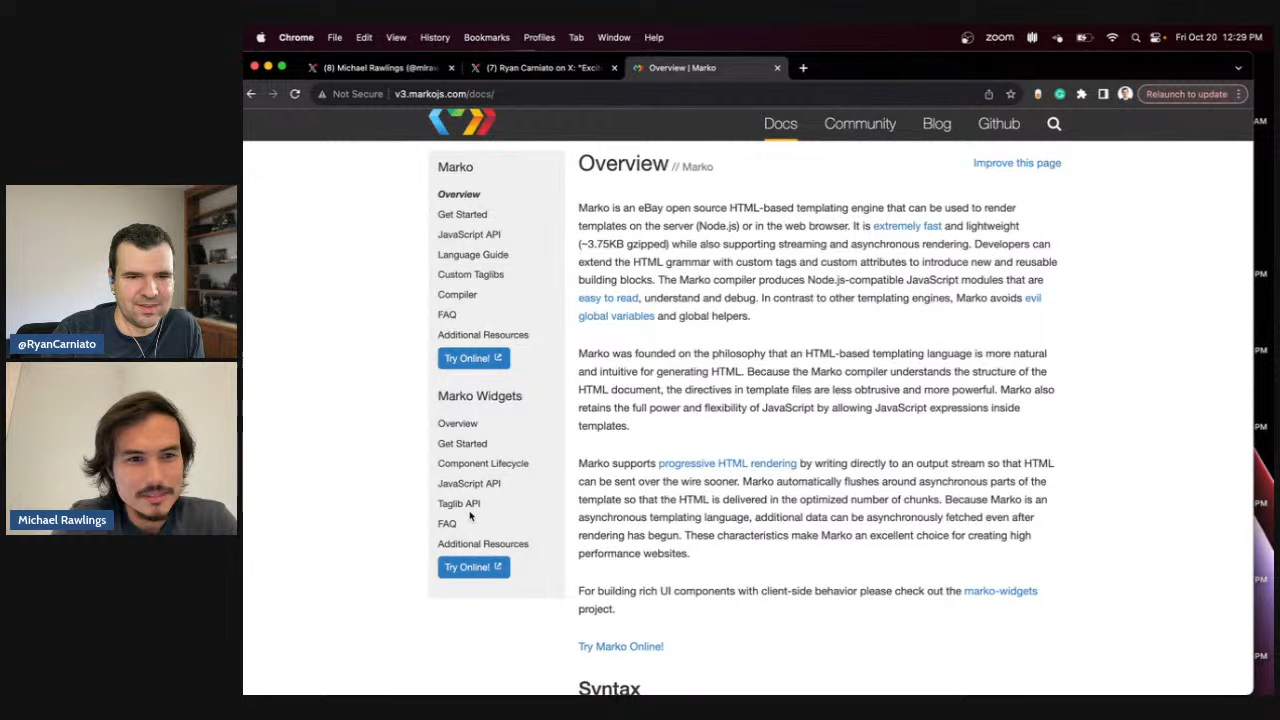 Chrome File Edit View History Bookmarks Profiles Tab Window Help
zoom
Fri Oct 20 12:29 PM
(8) Michael Rawlings (@mlraw
(7) Ryan Carniato on X: "Excit
Overview | Marko
Not Secure | v3.markojs.com/docs/
Relaunch to update
Docs Community Blog Github
Marko
Overview
Get Started
JavaScript API
Language Guide
Custom Taglibs
Compiler
FAQ
Additional Resources
Try Online!
Marko Widgets
Overview
Get Started
Component Lifecycle
JavaScript API
Taglib API
FAQ
Additional Resources
Try Online!
Overview // Marko
Improve this page
Marko is an eBay open source HTML-based templating engine that can be used to render
templates on the server (Node.js) or in the web browser. It is extremely fast and lightweight
(~3.75KB gzipped) while also supporting streaming and asynchronous rendering. Developers can
extend the HTML grammar with custom tags and custom attributes to introduce new and reusable
building blocks. The Marko compiler produces Node.js-compatible JavaScript modules that are
easy to read, understand and debug. In contrast to other templating engines, Marko avoids evil
global variables and global helpers.
Marko was founded on the philosophy that an HTML-based templating language is more natural
and intuitive for generating HTML. Because the Marko compiler understands the structure of the
HTML document, the directives in template files are less obtrusive and more powerful. Marko also
retains the full power and flexibility of JavaScript by allowing JavaScript expressions inside
templates.
Marko supports progressive HTML rendering by writing directly to an output stream so that HTML
can be sent over the wire sooner. Marko automatically flushes around asynchronous parts of the
template so that the HTML is delivered in the optimized number of chunks. Because Marko is an
asynchronous templating language, additional data can be asynchronously fetched even after
rendering has begun. These characteristics make Marko an excellent choice for creating high
performance websites.
For building rich UI components with client-side behavior please check out the marko-widgets
project.
Try Marko Online!
Syntax
@RyanCarniato
Michael Rawlings
AM
PM
PM
PM
PM
PM
PM
PM